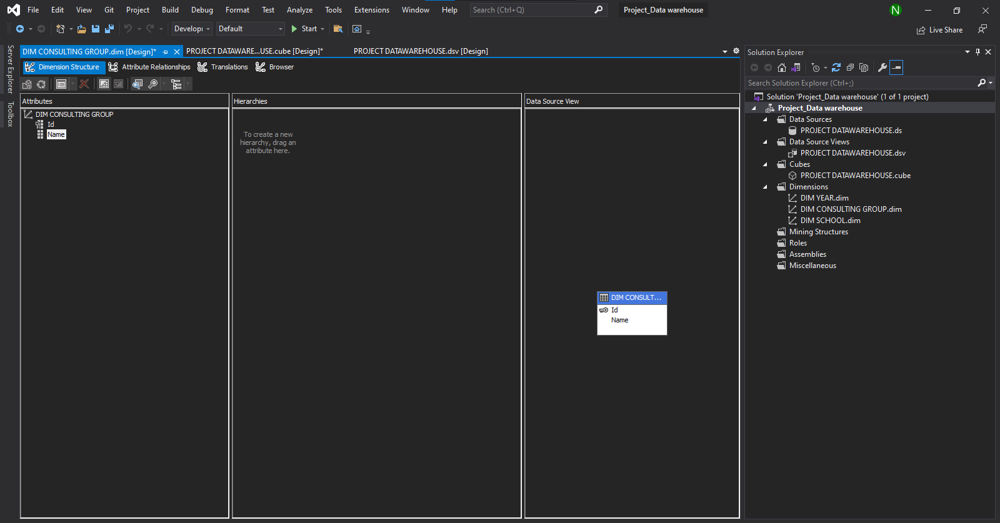 File Edit View Git Project Build Debug Format Test Analyze Tools Extensions Window Help Search (Ctrl+Q) Project_Data warehouse N
Developı Default Start Live Share
Server Explorer
Toolbox
DIM CONSULTING GROUP.dim [Design]* PROJECT DATAWARE...USE.cube [Design]* PROJECT DATAWAREHOUSE.dsv [Design]
Dimension Structure Attribute Relationships Translations Browser
Attributes
DIM CONSULTING GROUP
Id
Name
Hierarchies
To create a new
hierarchy, drag an
attribute here.
Data Source View
DIM CONSULT...
Id
Name
Solution Explorer
Search Solution Explorer (Ctrl+;)
Solution 'Project_Data warehouse' (1 of 1 project)
Project_Data warehouse
Data Sources
PROJECT DATAWAREHOUSE.ds
Data Source Views
PROJECT DATAWAREHOUSE.dsv
Cubes
PROJECT DATAWAREHOUSE.cube
Dimensions
DIM YEAR.dim
DIM CONSULTING GROUP.dim
DIM SCHOOL.dim
Mining Structures
Roles
Assemblies
Miscellaneous